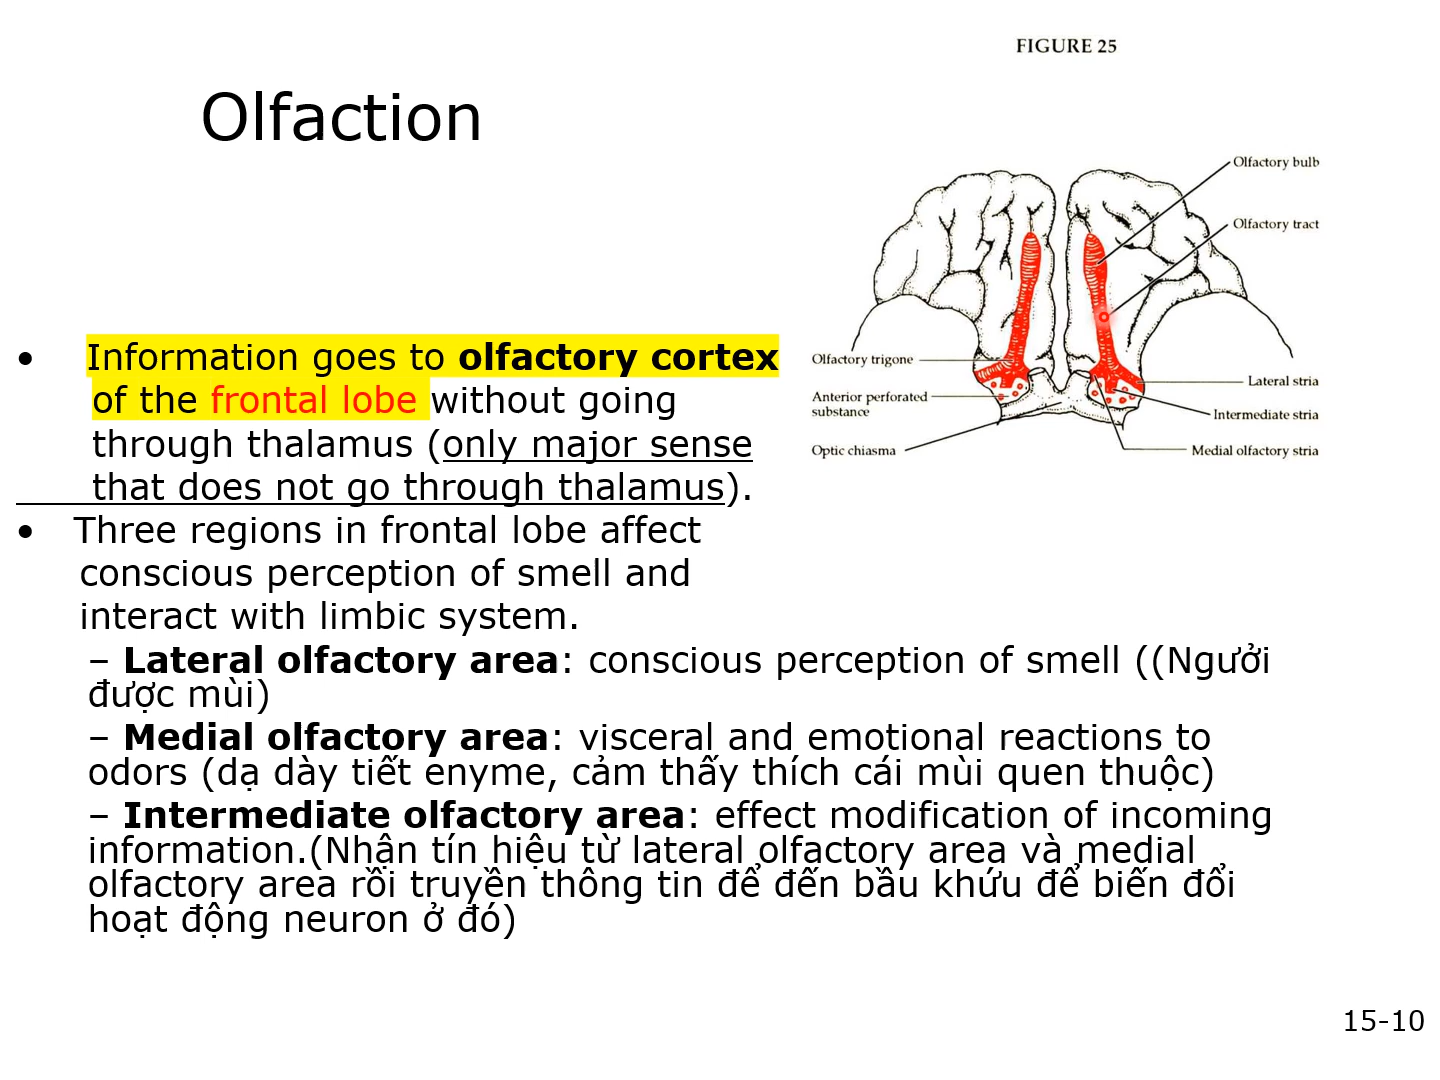 FIGURE 25
Olfaction
Olfactory bulb
Olfactory tract
Olfactory trigone
Anterior perforated
substance
Optic chiasma
Lateral stria
Intermediate stria
Medial olfactory stria
• Information goes to olfactory cortex
of the frontal lobe without going
through thalamus (only major sense
that does not go through thalamus).
• Three regions in frontal lobe affect
conscious perception of smell and
interact with limbic system.
– Lateral olfactory area: conscious perception of smell ((Ngưởi
được mùi)
– Medial olfactory area: visceral and emotional reactions to
odors (dạ dày tiết enyme, cảm thấy thích cái mùi quen thuộc)
– Intermediate olfactory area: effect modification of incoming
information.(Nhận tín hiệu từ lateral olfactory area và medial
olfactory area rồi truyền thông tin để đến bầu khứu để biến đổi
hoạt động neuron ở đó)
15-10